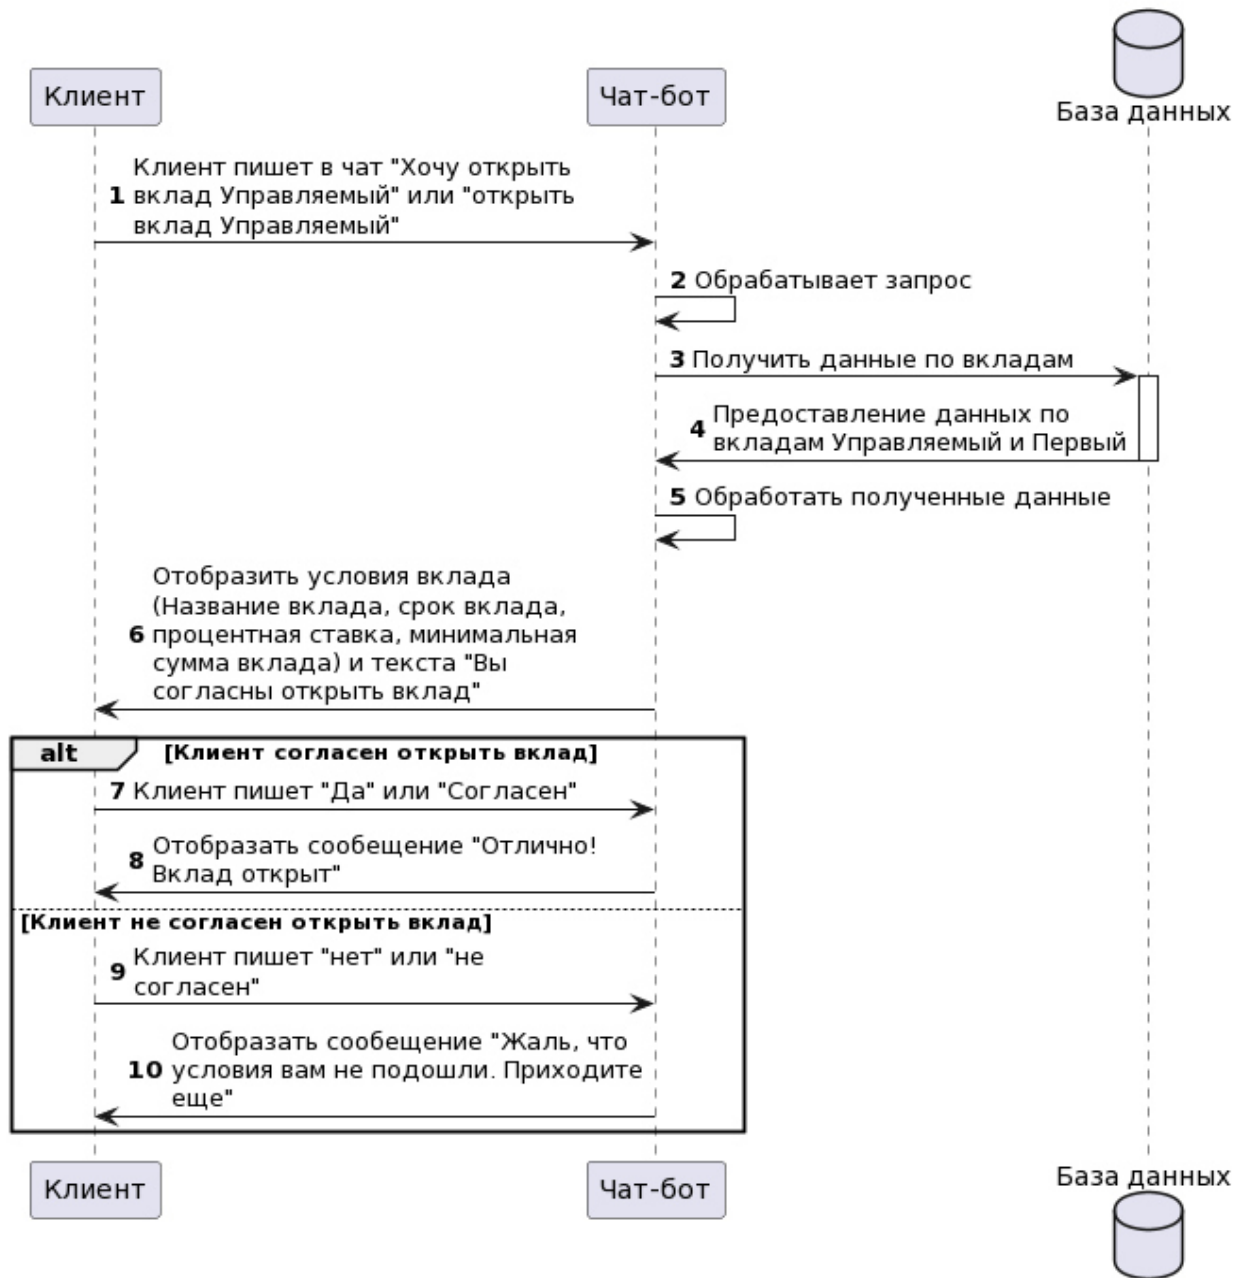 База данных
Клиент
Чат-бот
Клиент пишет в чат "Хочу открыть
1 вклад Управляемый" или "открыть
вклад Управляемый"
2 Обрабатывает запрос
3 Получить данные по вкладам
Предоставление данных по
4 вкладам Управляемый и Первый
5 Обработать полученные данные
Отобразить условия вклада
(Название вклада, срок вклада,
6 процентная ставка, минимальная
сумма вклада) и текста "Вы
согласны открыть вклад"
alt [Клиент согласен открыть вклад]
7 Клиент пишет "Да" или "Согласен"
8 Отобразать сообещение "Отлично!
Вклад открыт"
[Клиент не согласен открыть вклад]
9 Клиент пишет "нет" или "не
согласен"
Отобразать сообещение "Жаль, что
10 условия вам не подошли. Приходите
еще"
Клиент
Чат-бот
База данных